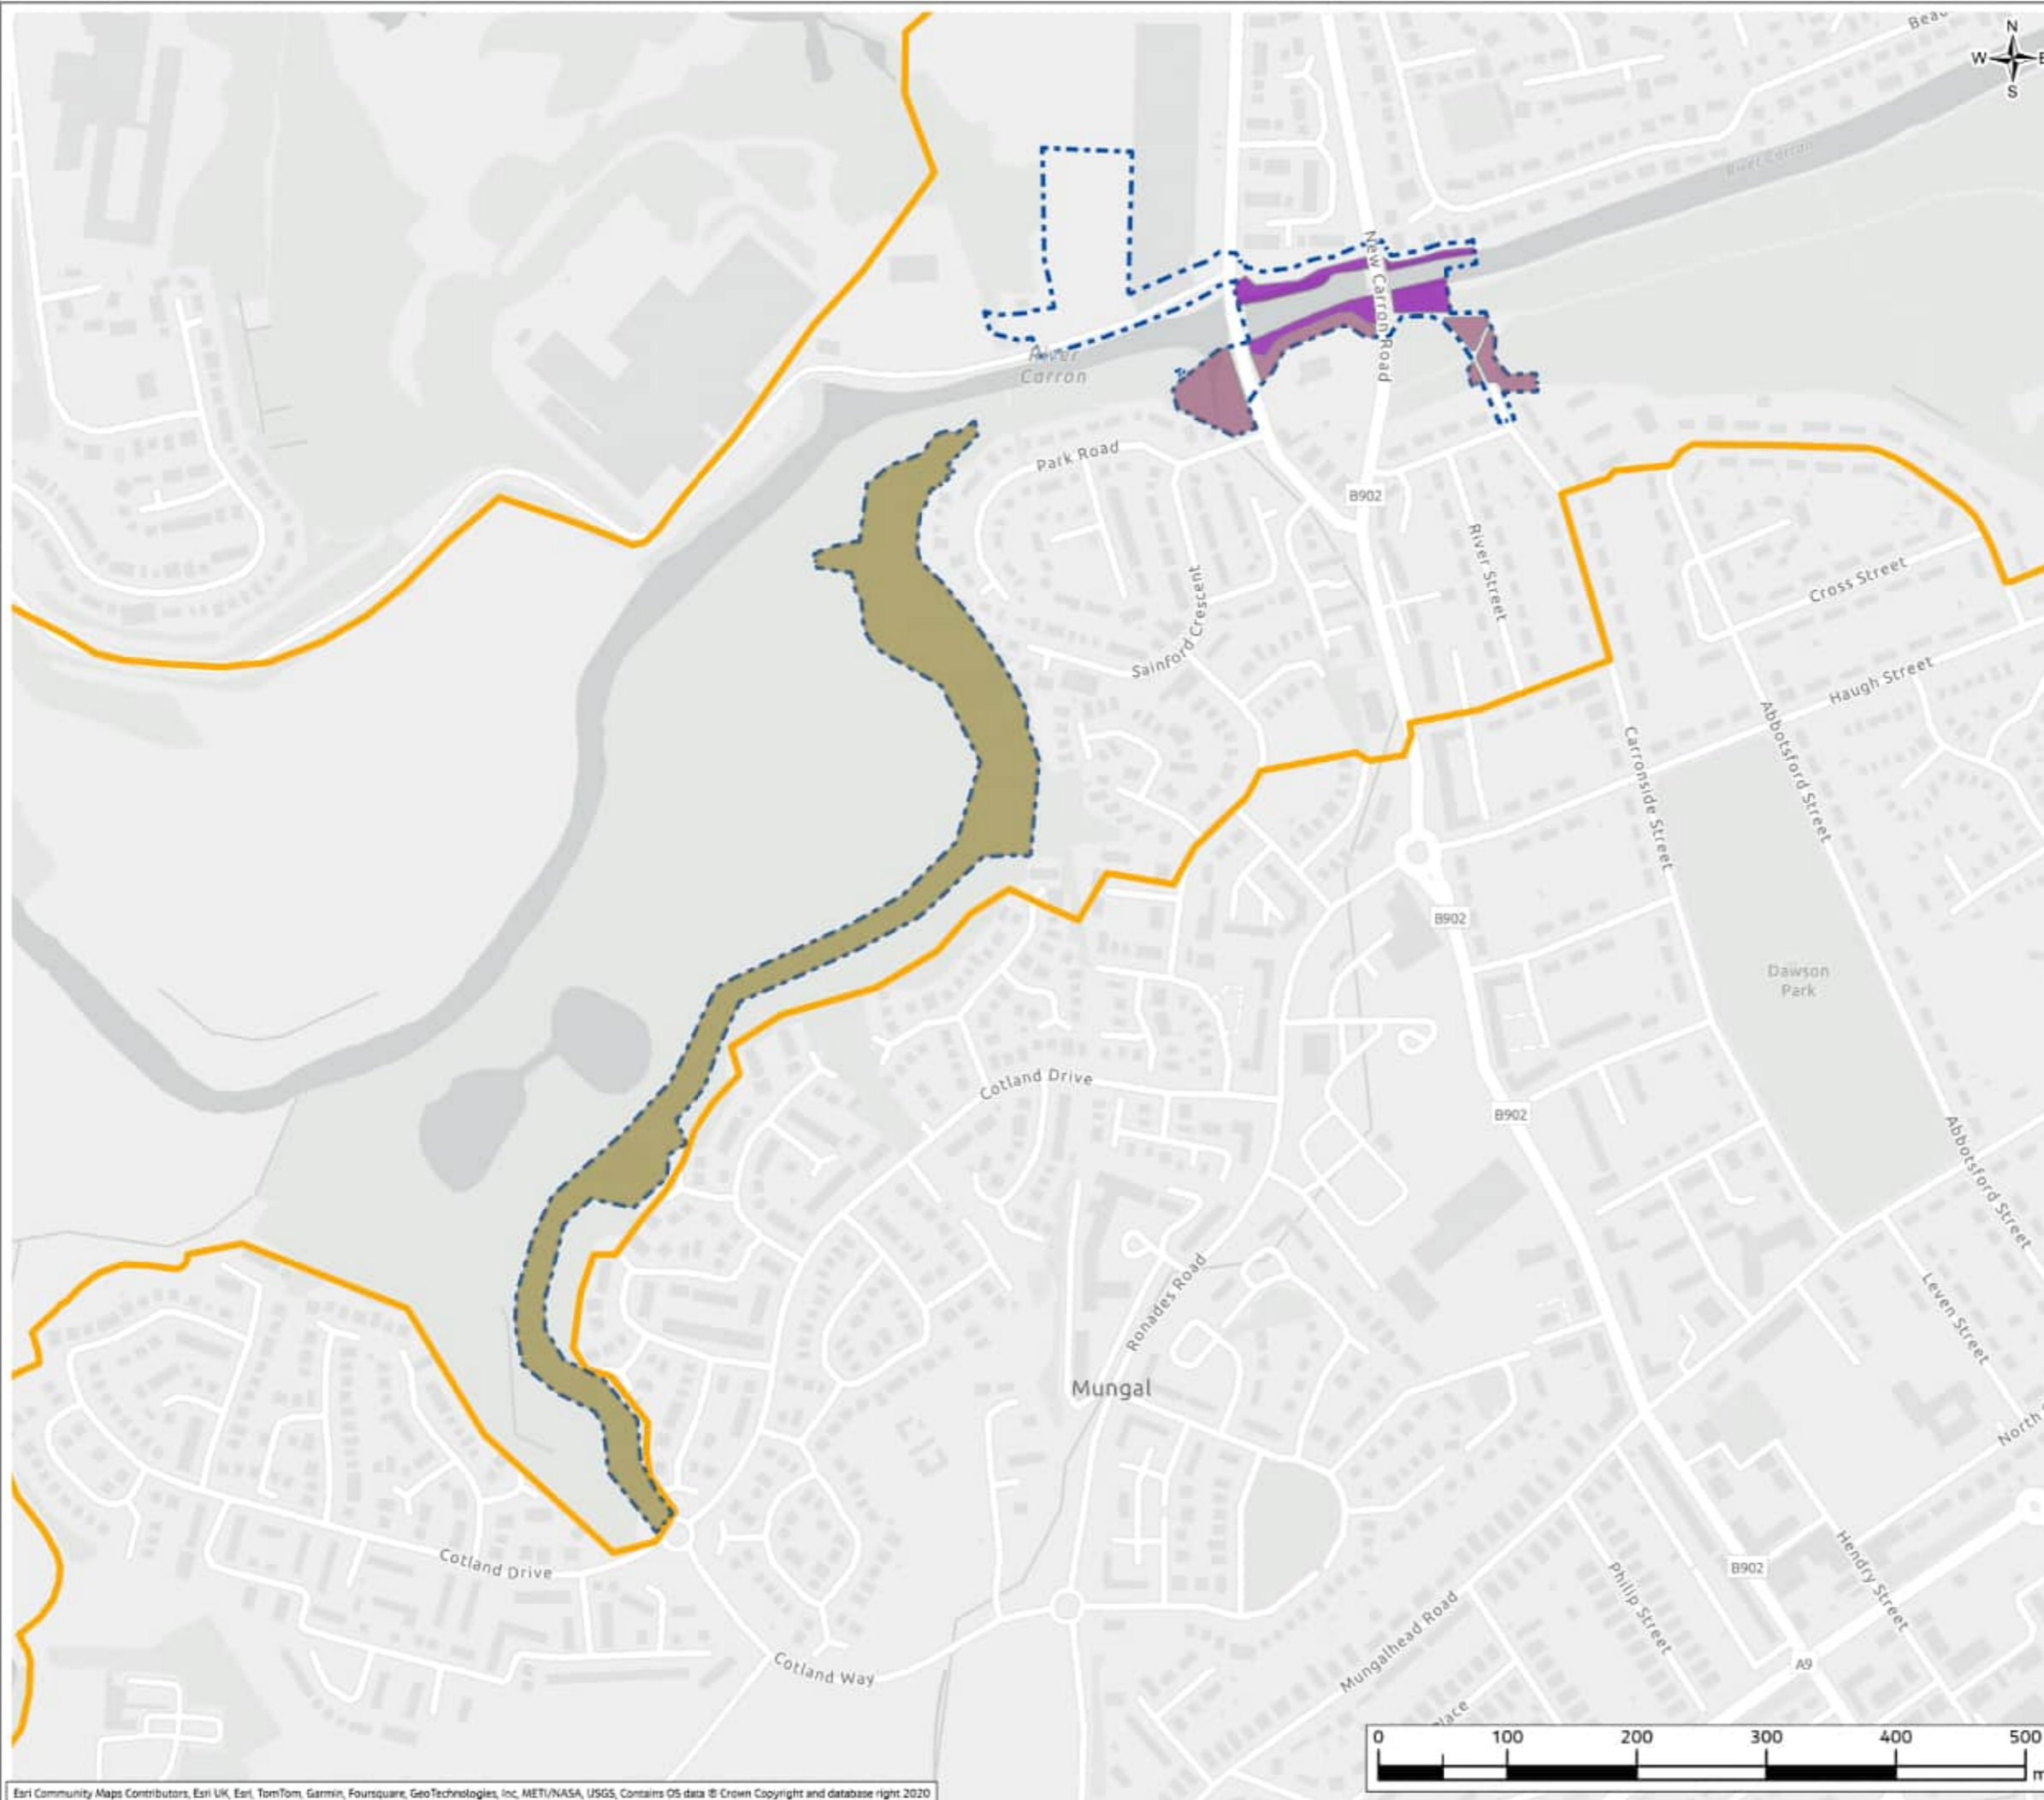 N
W
S
River Carron
New Carron Road
River
Carron
Park Road
B902
River Street
Sainford Crescent
Cross Street
Haugh Street
Abbotsford Street
Carronside Street
B902
Dawson
Park
Cotland Drive
B902
Abbotsford Street
Ronades Road
Leven Street
Mungal
North
Cotland Drive
B902
Hendry Street
Philip Street
Mungalhead Road
Cotland Way
A9
Place
0 100 200 300 400 500
m
Esri Community Maps Contributors, Esri UK, Esri, TomTom, Garmin, Foursquare, GeoTechnologies, Inc, METI/NASA, USGS, Contains OS data © Crown Copyright and database right 2020